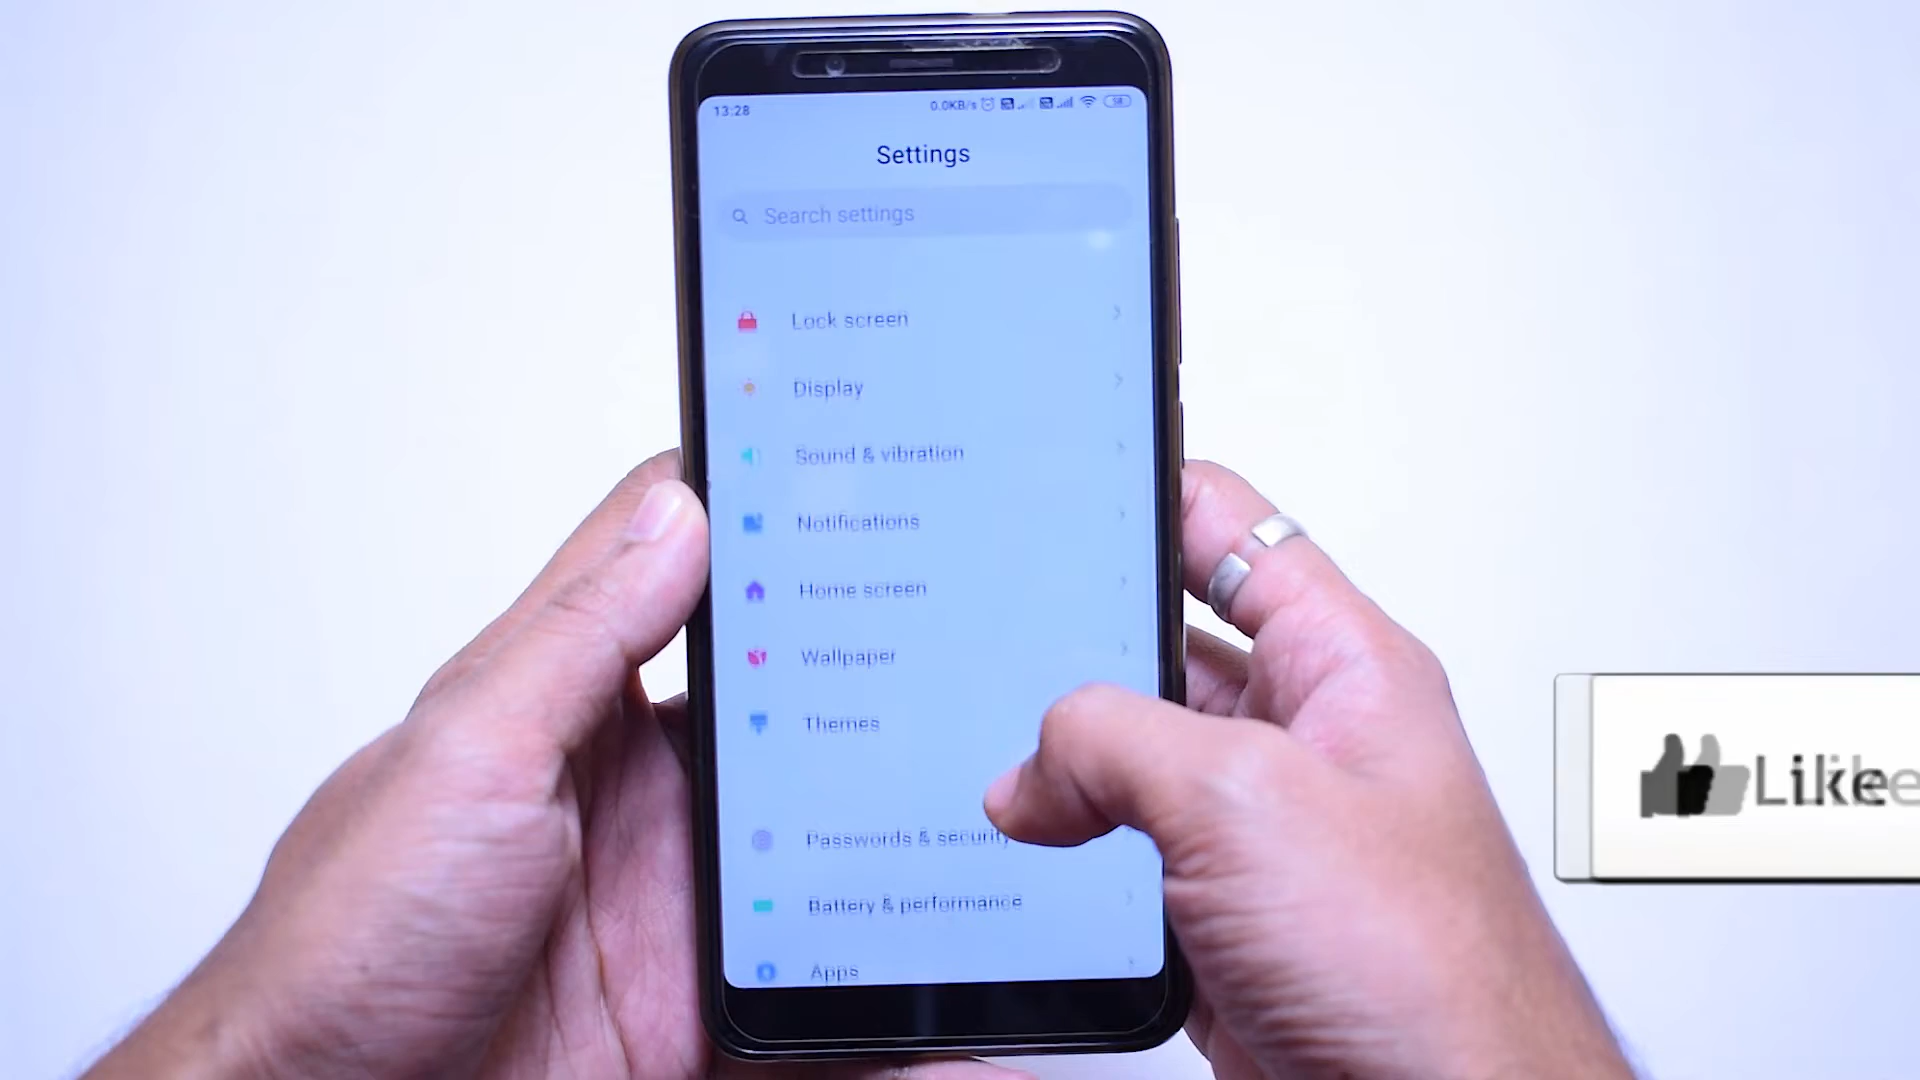 13:28 0.0KB/s 58
Settings
Search settings
Lock screen
Display
Sound & vibration
Notifications
Home screen
Wallpaper
Themes
Passwords & security
Battery & performance
Apps
Like